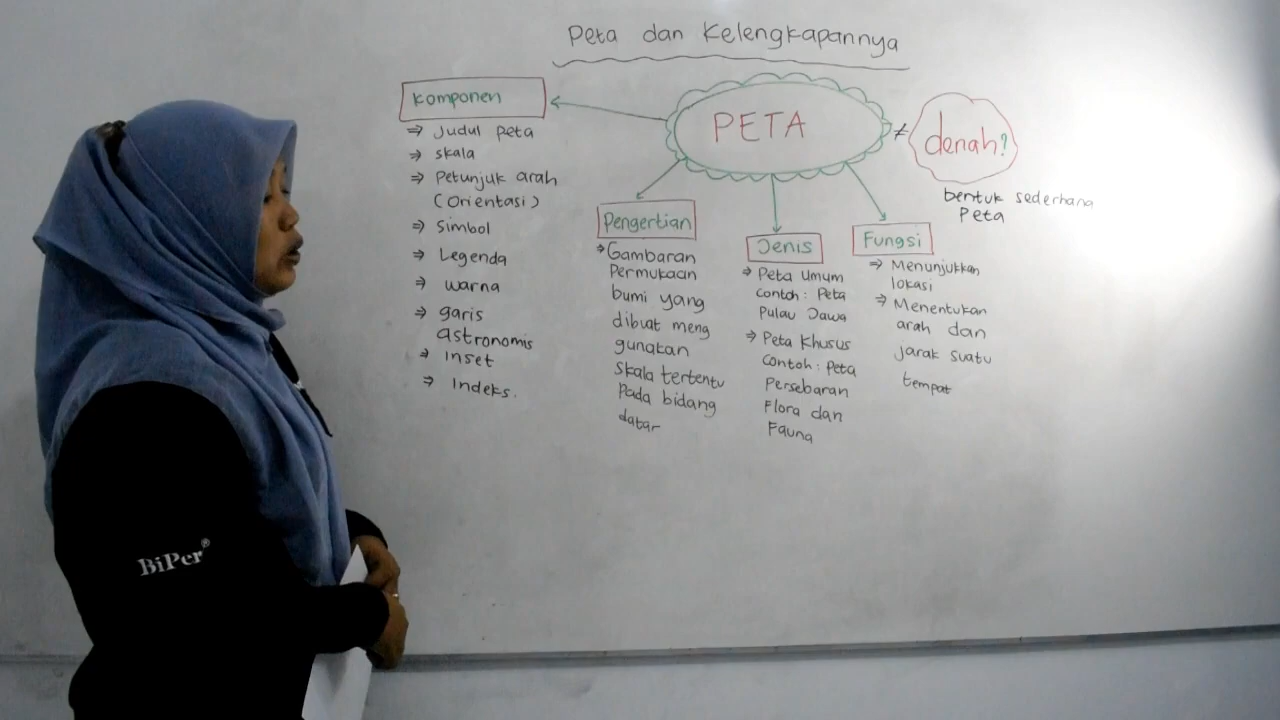 Peta dan Kelengkapannya
PETA
≠
denah?
bentuk sederhana
Peta
Komponen
⇒ Judul peta
⇒ skala
⇒ Petunjuk arah
(Orientasi)
⇒ Simbol
⇒ Legenda
⇒ warna
⇒ garis
astronomis
⇒ Inset
⇒ Indeks.
Pengertian
⇒ Gambaran
Permukaan
bumi yang
dibuat meng
gunakan
Skala tertentu
Pada bidang
datar
Jenis
⇒ Peta Umum
Contoh: Peta
Pulau Jawa
⇒ Peta Khusus
Contoh: Peta
Persebaran
Flora dan
Fauna
Fungsi
⇒ Menunjukkan
lokasi
⇒ Menentukan
arah dan
jarak suatu
tempat
BiPer®